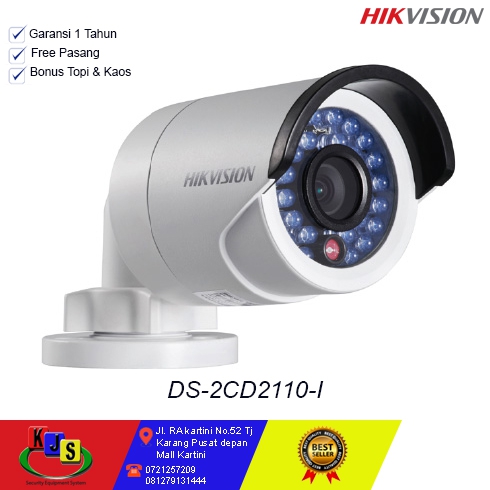 Garansi 1 Tahun
Free Pasang
Bonus Topi & Kaos
HIKVISION
HIKVISION
DS-2CD2110-I
KJS
Security Equipment System
Jl. RA kartini No.52 Tj
Karang Pusat depan
Mall Kartini
0721257209
081279131444
BEST
SELLER